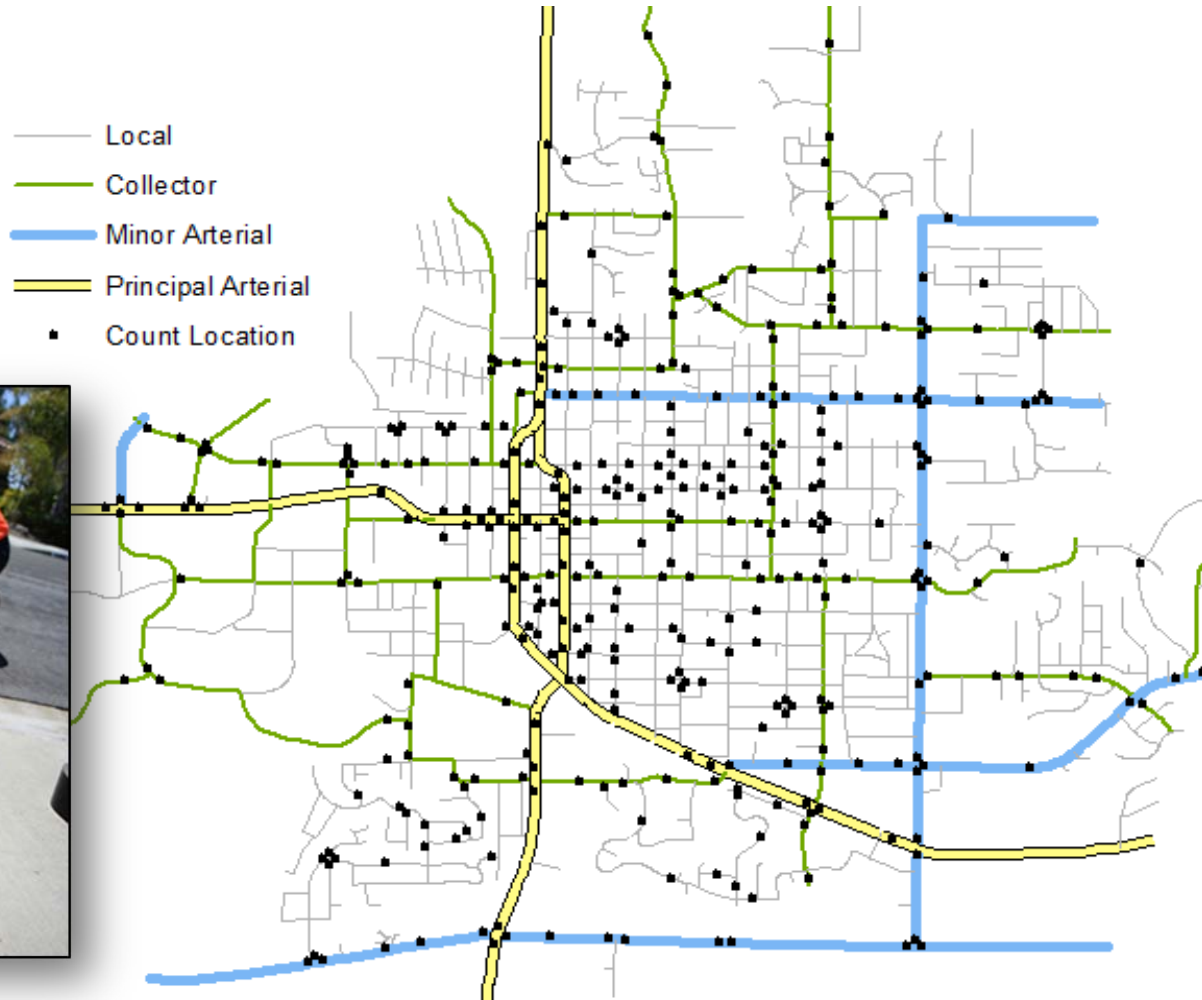 Local
Collector
Minor Arterial
Principal Arterial
Count Location